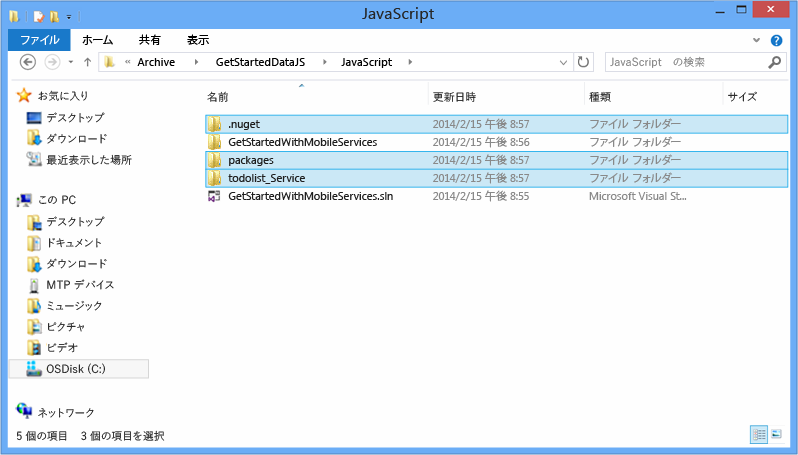 JavaScript
ファイル ホーム 共有 表示
« Archive GetStartedDataJS JavaScript JavaScript の検索
お気に入り
デスクトップ
ダウンロード
最近表示した場所
この PC
デスクトップ
ドキュメント
ダウンロード
MTP デバイス
ミュージック
ピクチャ
ビデオ
OSDisk (C:)
ネットワーク
名前 更新日時 種類 サイズ
.nuget 2014/2/15 午後 8:57 ファイル フォルダー
GetStartedWithMobileServices 2014/2/15 午後 8:56 ファイル フォルダー
packages 2014/2/15 午後 8:57 ファイル フォルダー
todolist_Service 2014/2/15 午後 8:57 ファイル フォルダー
GetStartedWithMobileServices.sln 2014/2/15 午後 8:55 Microsoft Visual St...
5 個の項目 3 個の項目を選択